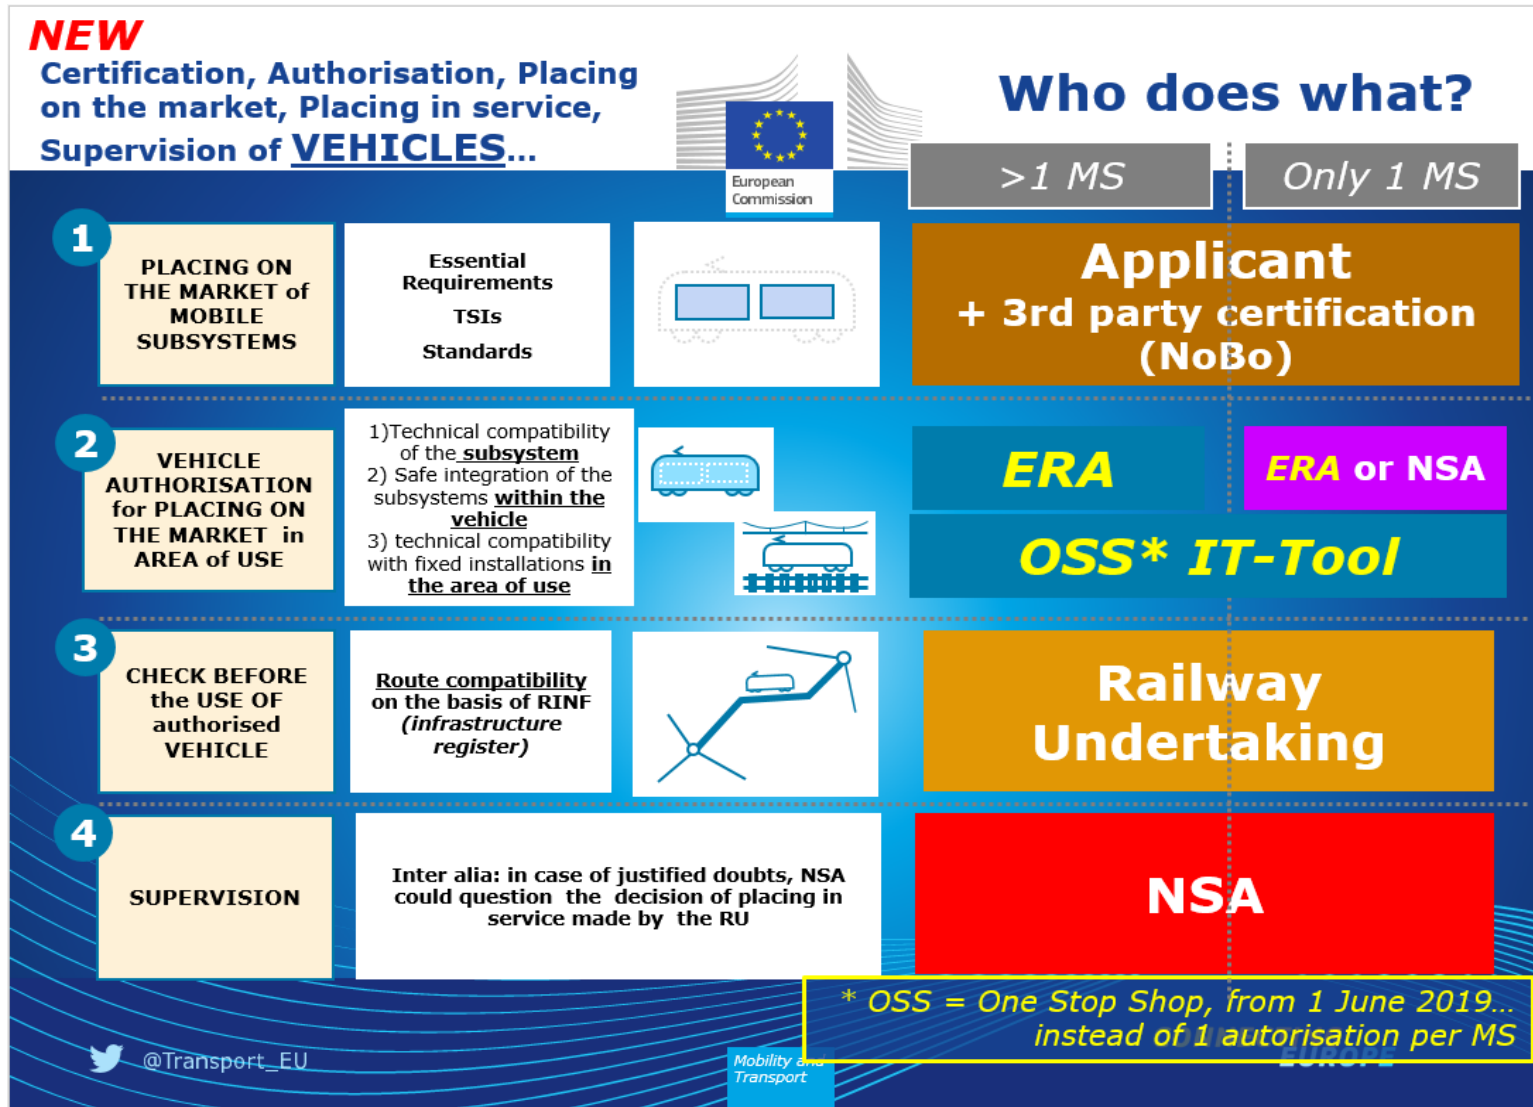 NEW
Certification, Authorisation, Placing
on the market, Placing in service,
Supervision of VEHICLES...
European
Commission
Who does what?
>1 MS
Only 1 MS
1
PLACING ON
THE MARKET of
MOBILE
SUBSYSTEMS
Essential
Requirements
TSIs
Standards
Applicant
+ 3rd party certification
(NoBo)
2
VEHICLE
AUTHORISATION
for PLACING ON
THE MARKET in
AREA of USE
1)Technical compatibility
of the subsystem
2) Safe integration of the
subsystems within the
vehicle
3) technical compatibility
with fixed installations in
the area of use
ERA
ERA or NSA
OSS* IT-Tool
3
CHECK BEFORE
the USE OF
authorised
VEHICLE
Route compatibility
on the basis of RINF
(infrastructure
register)
Railway
Undertaking
4
SUPERVISION
Inter alia: in case of justified doubts, NSA
could question the decision of placing in
service made by the RU
NSA
* OSS = One Stop Shop, from 1 June 2019...
instead of 1 autorisation per MS
@Transport_EU
Mobility and
Transport
EUROPE